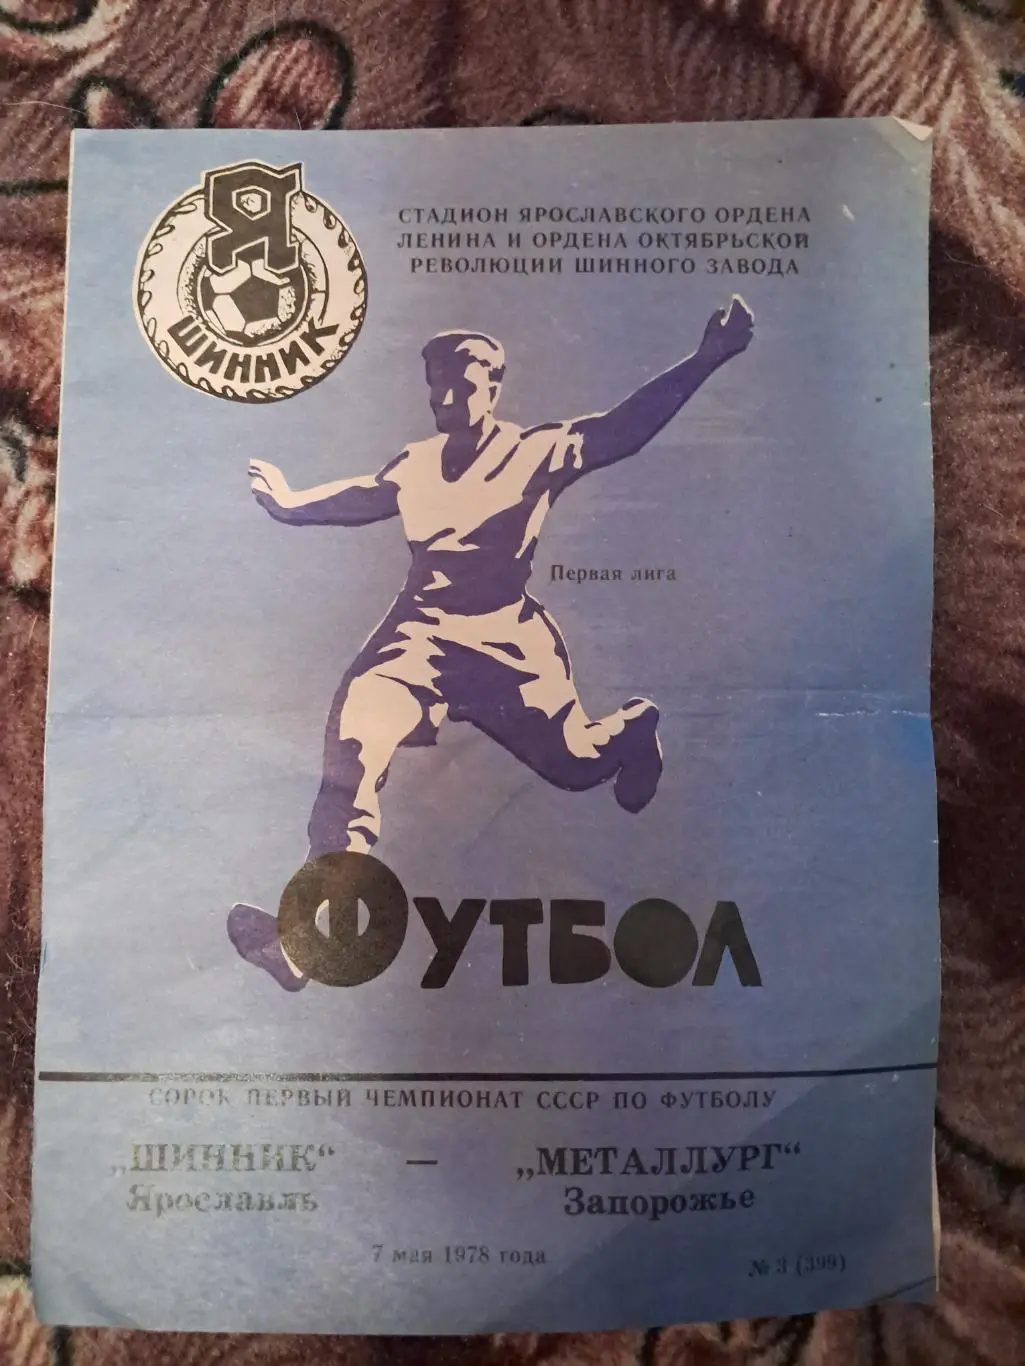 Я
ШИННИК
СТАДИОН ЯРОСЛАВСКОГО ОРДЕНА
ЛЕНИНА И ОРДЕНА ОКТЯБРЬСКОЙ
РЕВОЛЮЦИИ ШИННОГО ЗАВОДА
Первая лига
ФУТБОЛ
СОРОК ПЕРВЫЙ ЧЕМПИОНАТ СССР ПО ФУТБОЛУ
„ШИННИК“ — „МЕТАЛЛУРГ“
Ярославль Запорожье
7 мая 1978 года № 3 (399)